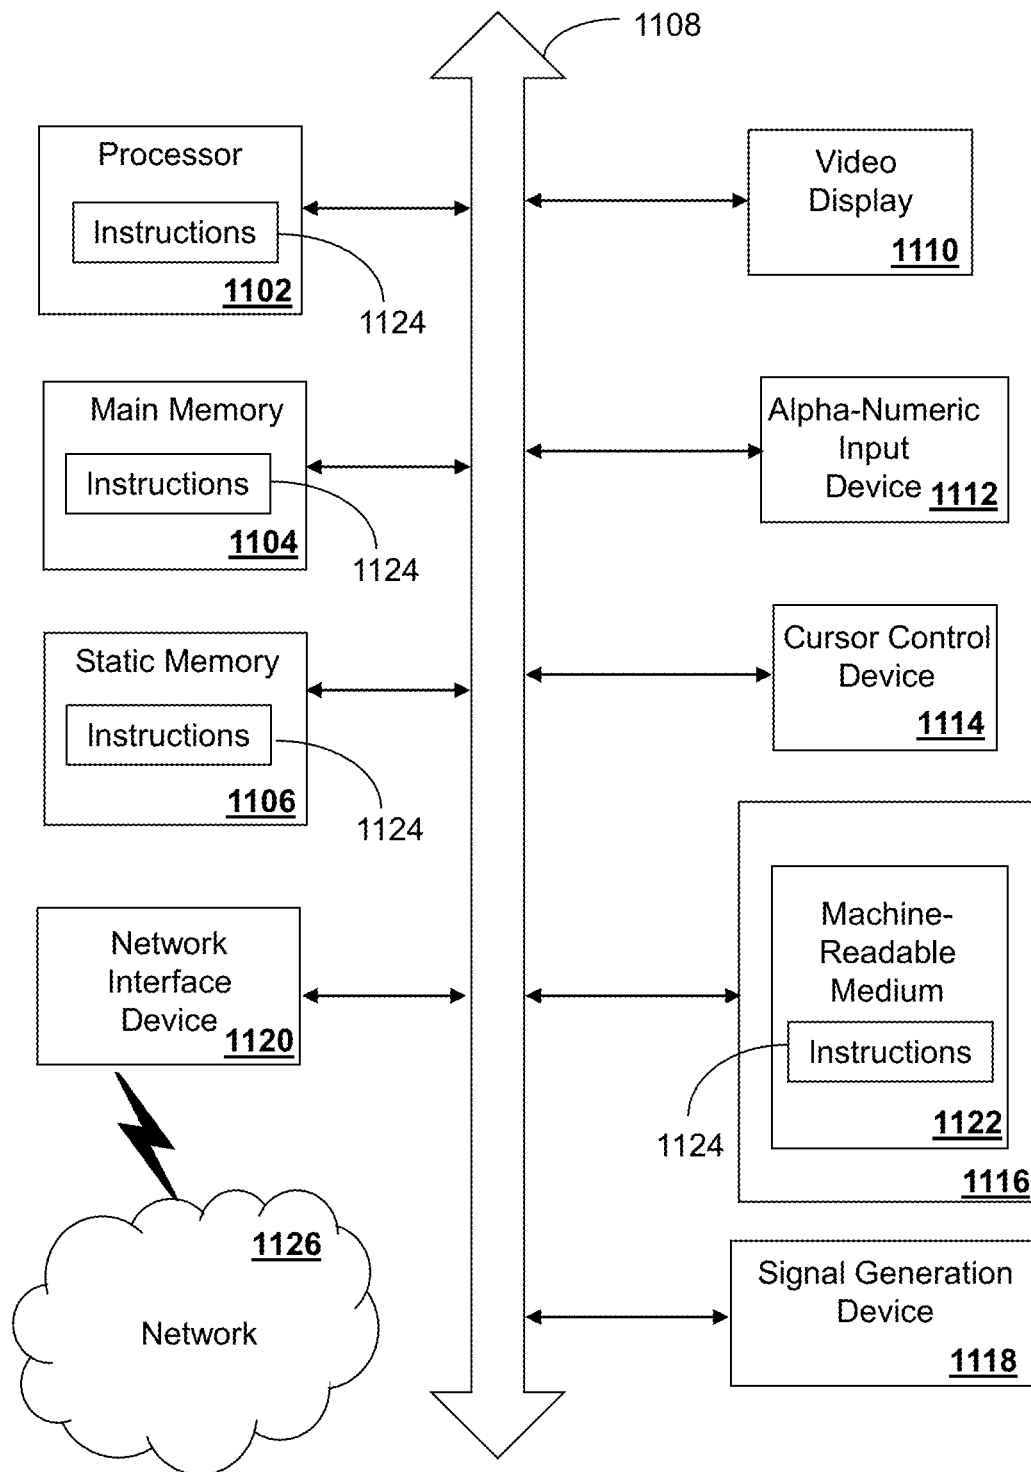 1108
Processor
Instructions
1102
1124
Main Memory
Instructions
1104
1124
Static Memory
Instructions
1106
1124
Network
Interface
Device
1120
1126
Network
Video
Display
1110
Alpha-Numeric
Input
Device
1112
Cursor Control
Device
1114
Machine-
Readable
Medium
Instructions
1122
1124
1116
Signal Generation
Device
1118